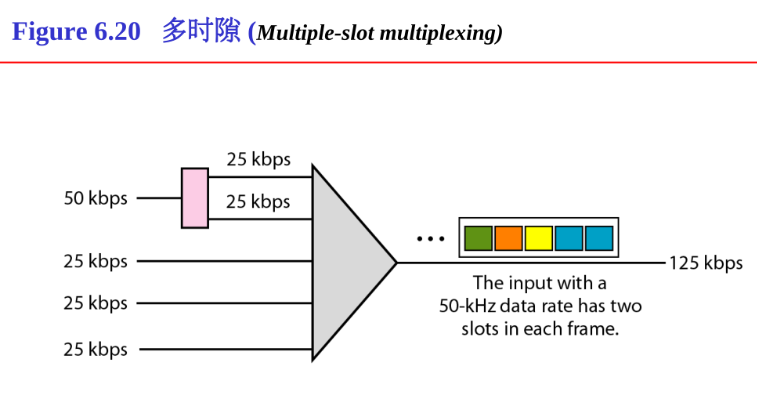 Figure 6.20 多时隙 (Multiple-slot multiplexing)
25 kbps
50 kbps
25 kbps
25 kbps
25 kbps
25 kbps
...
125 kbps
The input with a
50-kHz data rate has two
slots in each frame.